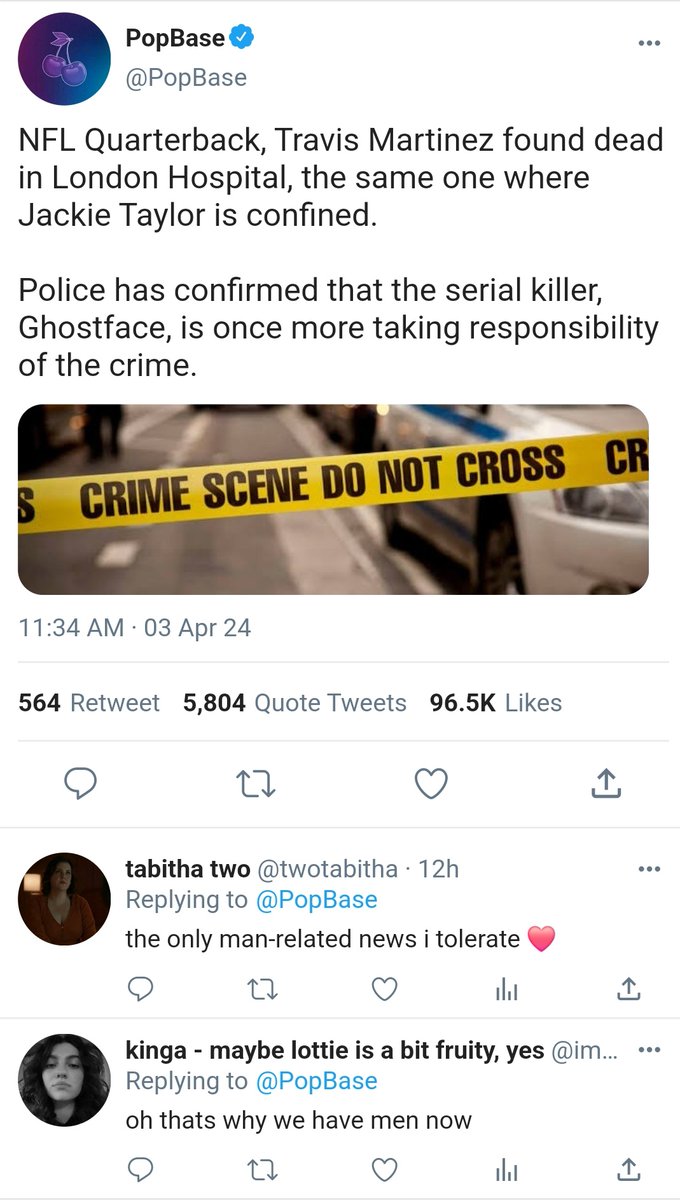 PopBase
@PopBase
NFL Quarterback, Travis Martinez found dead
in London Hospital, the same one where
Jackie Taylor is confined.
Police has confirmed that the serial killer,
Ghostface, is once more taking responsibility
of the crime.
S CRIME SCENE DO NOT CROSS CR
11:34 AM · 03 Apr 24
564 Retweet 5,804 Quote Tweets 96.5K Likes
tabitha two @twotabitha · 12h
Replying to @PopBase
the only man-related news i tolerate ❤️
kinga - maybe lottie is a bit fruity, yes @im...
Replying to @PopBase
oh thats why we have men now